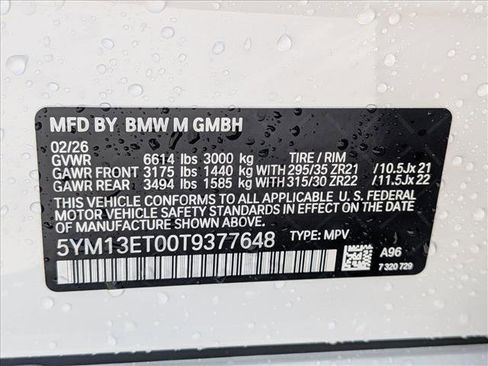 MFD BY BMW M GMBH
02/26
GVWR 6614 lbs 3000 kg TIRE / RIM
GAWR FRONT 3175 lbs 1440 kg WITH 295/35 ZR21 /10.5Jx 21
GAWR REAR 3494 lbs 1585 kg WITH 315/30 ZR22 /11.5Jx 22
THIS VEHICLE CONFORMS TO ALL APPLICABLE U. S. FEDERAL
MOTOR VEHICLE SAFETY STANDARDS IN EFFECT ON THE
DATE OF MANUFACTURE SHOWN ABOVE.
5YM13ET00T9377648 TYPE: MPV
A96
7 320 729